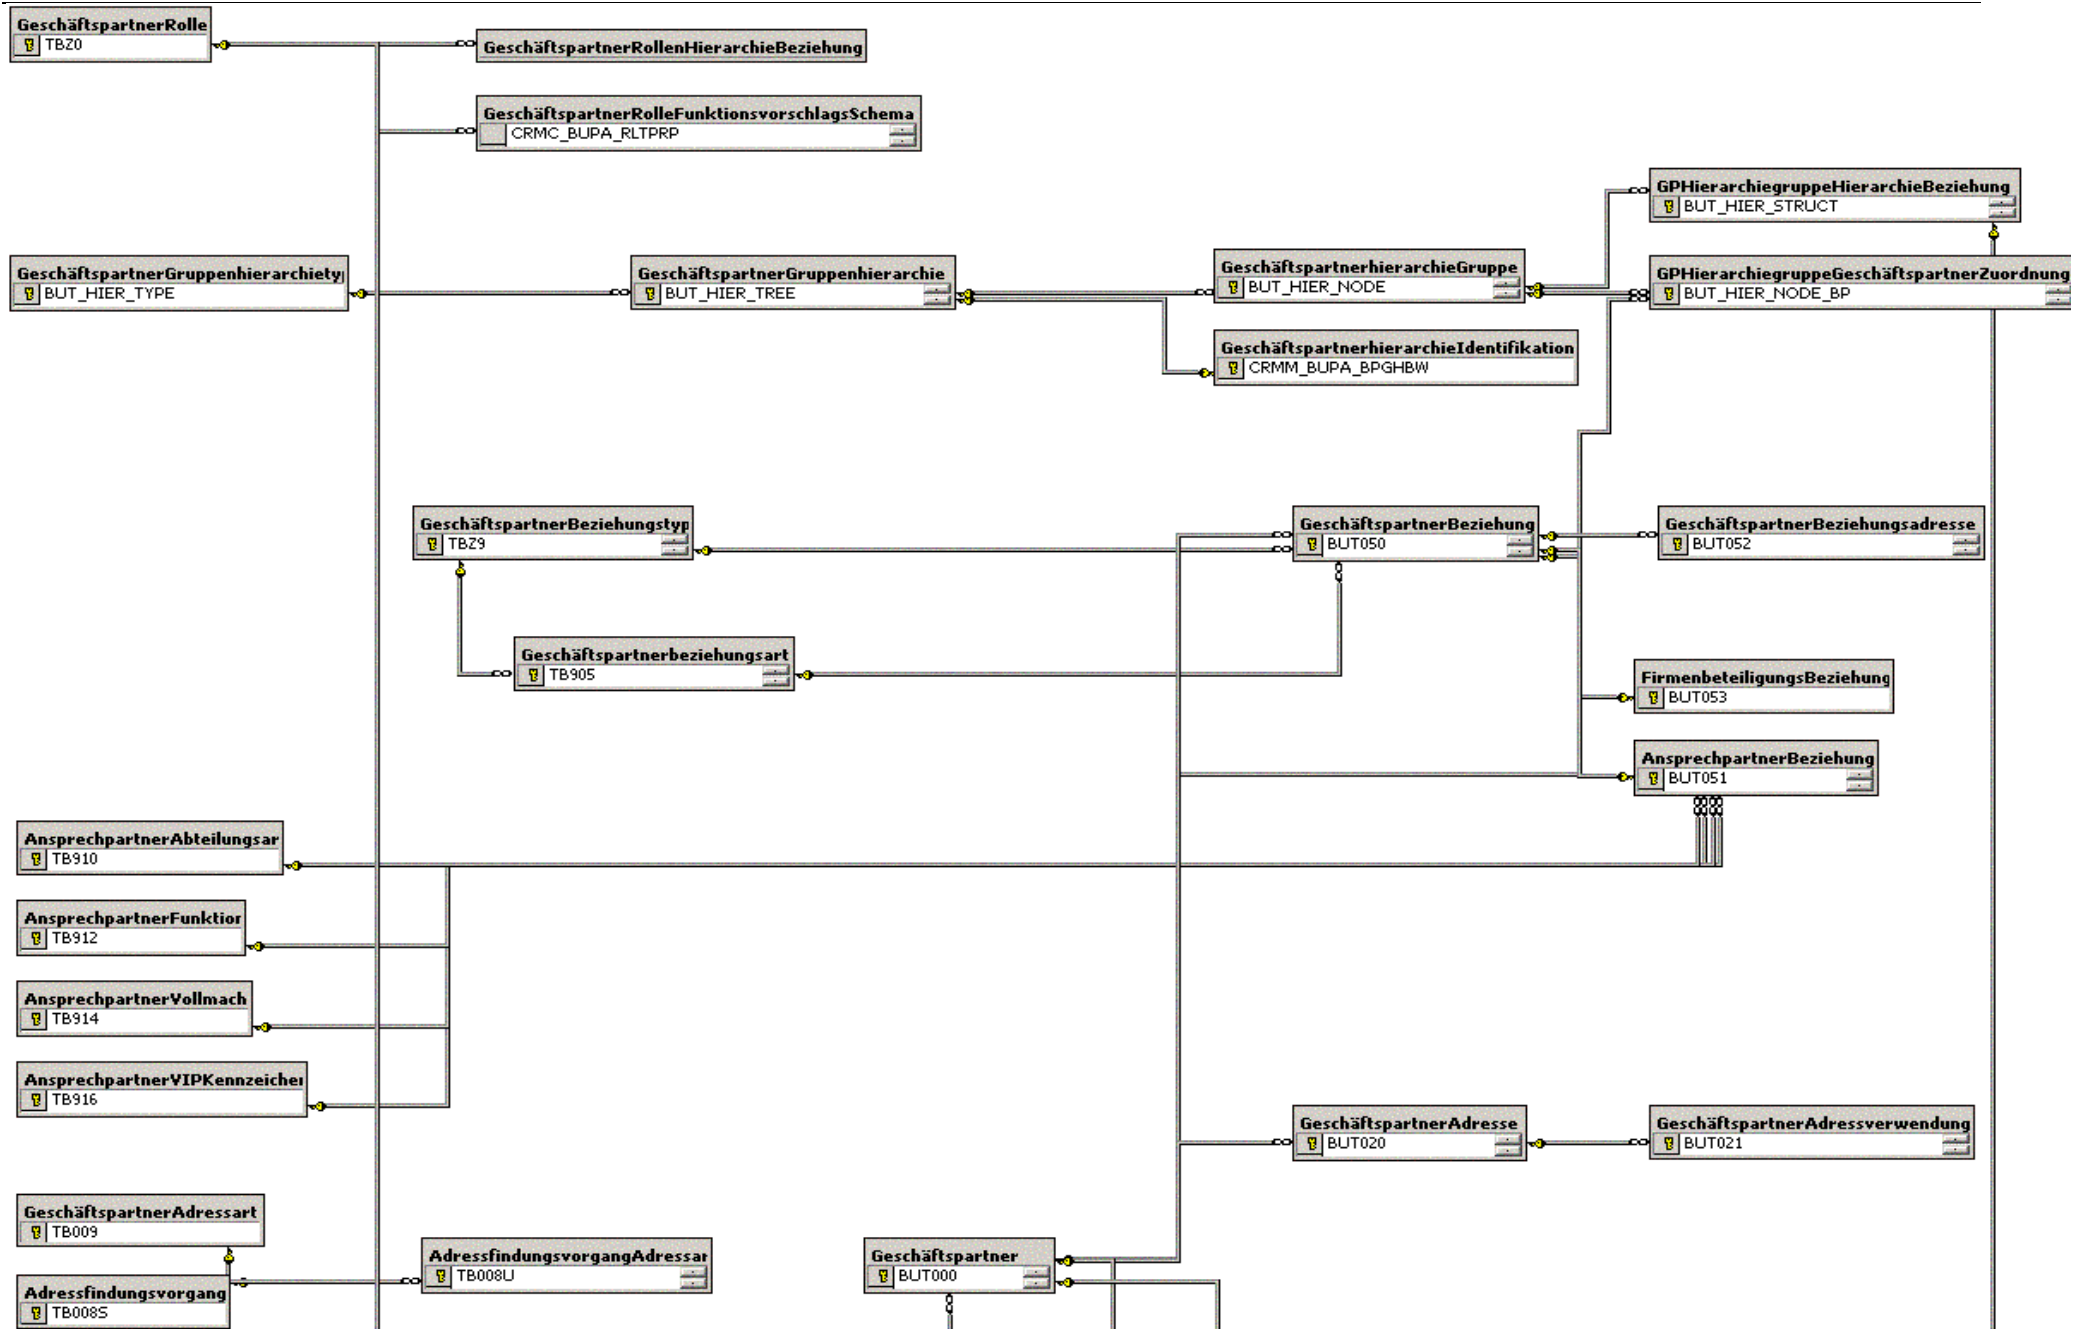 GeschäftspartnerRolle
TBZ0
GeschäftspartnerRollenHierarchieBeziehung
GeschäftspartnerRolleFunktionsvorschlagsSchema
CRMC_BUPA_RLTPRP
GPHierarchiegruppeHierarchieBeziehung
BUT_HIER_STRUCT
GeschäftspartnerGruppenhierarchiety
BUT_HIER_TYPE
GeschäftspartnerGruppenhierarchie
BUT_HIER_TREE
GeschäftspartnerhierarchieGruppe
BUT_HIER_NODE
GPHierarchiegruppeGeschäftspartnerZuordnung
BUT_HIER_NODE_BP
GeschäftspartnerhierarchieIdentifikation
CRMM_BUPA_BPGHBW
GeschäftspartnerBeziehungstyp
TBZ9
GeschäftspartnerBeziehung
BUT050
GeschäftspartnerBeziehungsadresse
BUT052
Geschäftspartnerbeziehungsart
TB905
FirmenbeteiligungsBeziehung
BUT053
AnsprechpartnerBeziehung
BUT051
AnsprechpartnerAbteilungsar
TB910
AnsprechpartnerFunktion
TB912
AnsprechpartnerVollmach
TB914
AnsprechpartnerVIPKennzeichen
TB916
GeschäftspartnerAdresse
BUT020
GeschäftspartnerAdressverwendung
BUT021
GeschäftspartnerAdressart
TB009
AdressfindungsvorgangAdressar
TB008U
Geschäftspartner
BUT000
Adressfindungsvorgang
TB008S